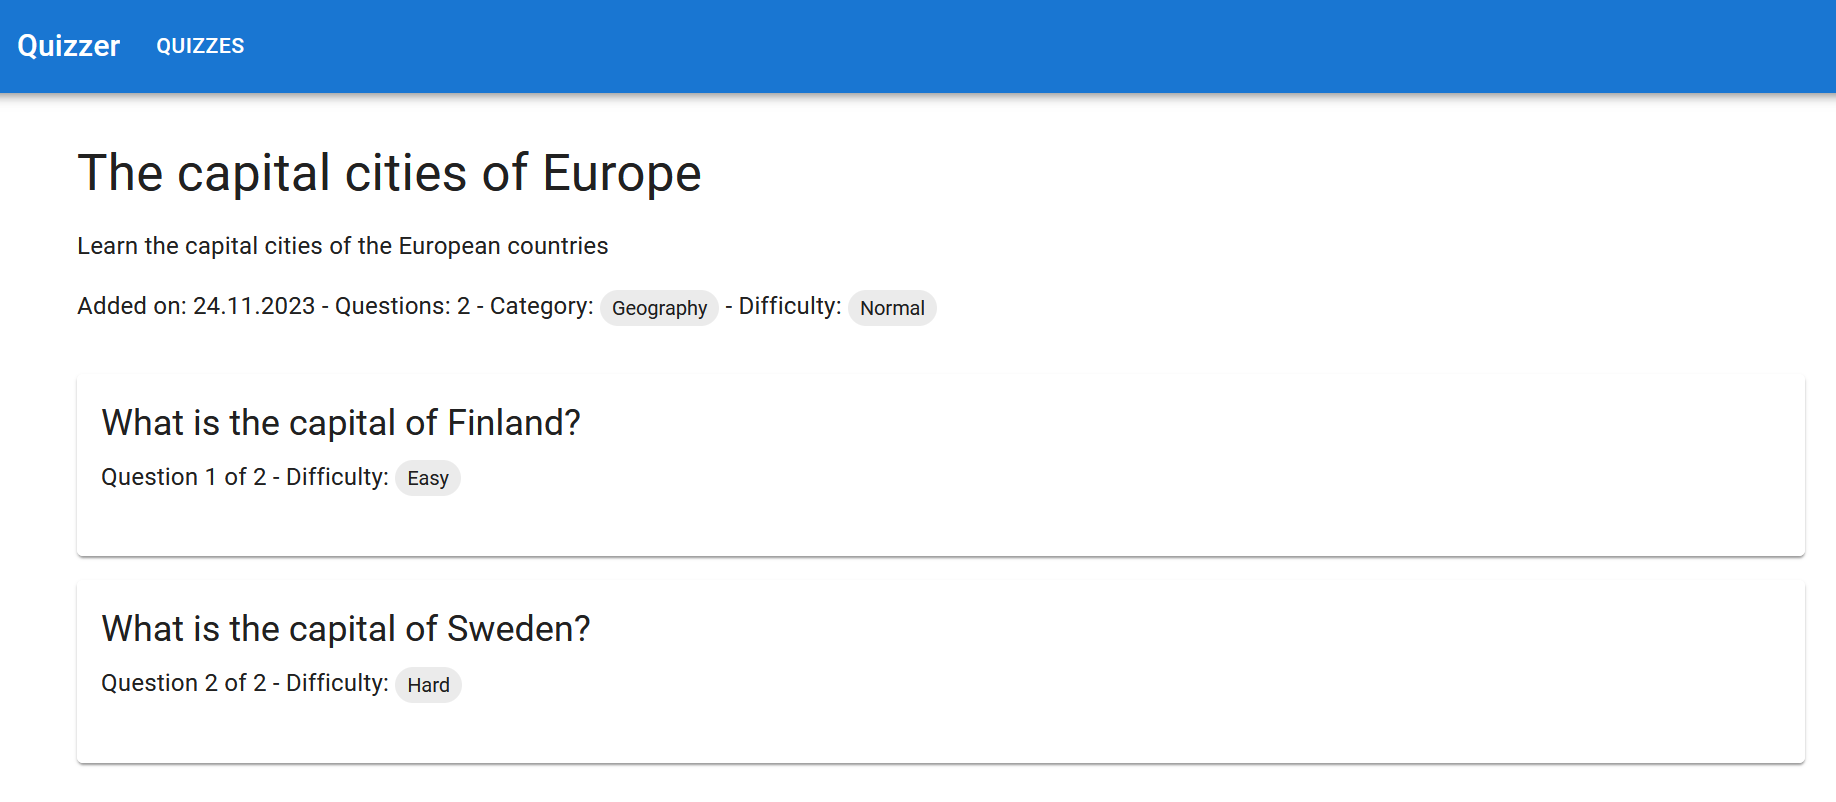 Quizzer QUIZZES
The capital cities of Europe
Learn the capital cities of the European countries
Added on: 24.11.2023 - Questions: 2 - Category: Geography - Difficulty: Normal
What is the capital of Finland?
Question 1 of 2 - Difficulty: Easy
What is the capital of Sweden?
Question 2 of 2 - Difficulty: Hard